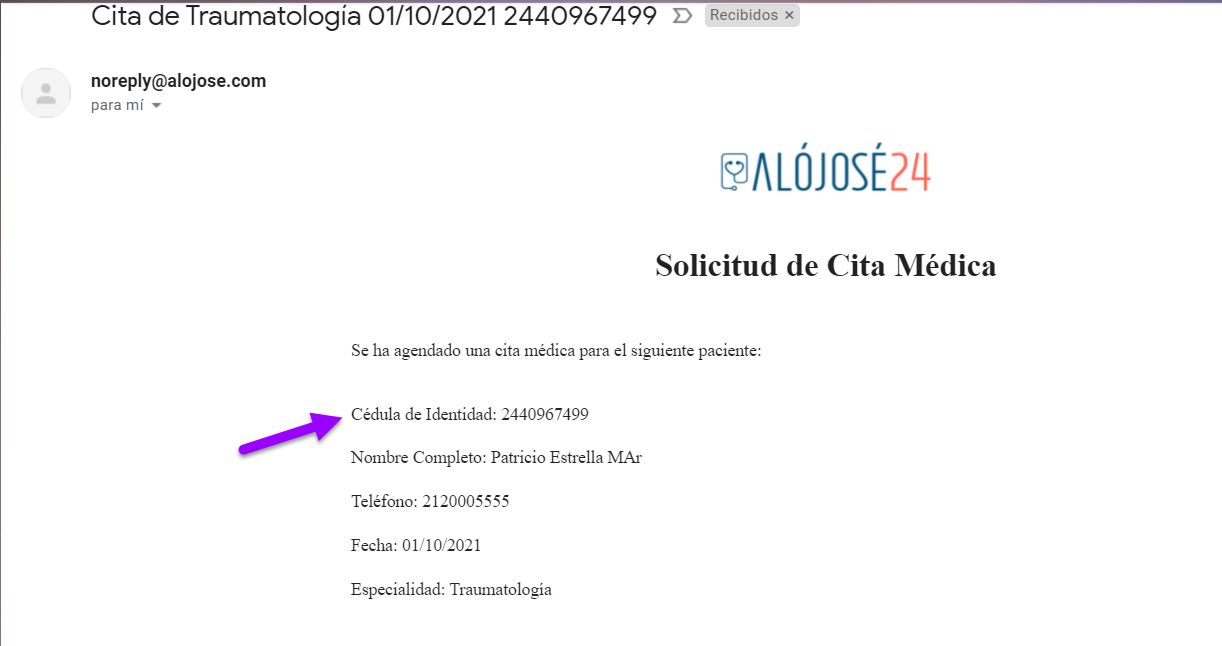 Cita de Traumatología 01/10/2021 2440967499 Recibidos ×
noreply@alojose.com
para mí
ALÓJOSÉ24
Solicitud de Cita Médica
Se ha agendado una cita médica para el siguiente paciente:
Cédula de Identidad: 2440967499
Nombre Completo: Patricio Estrella MAr
Teléfono: 2120005555
Fecha: 01/10/2021
Especialidad: Traumatología